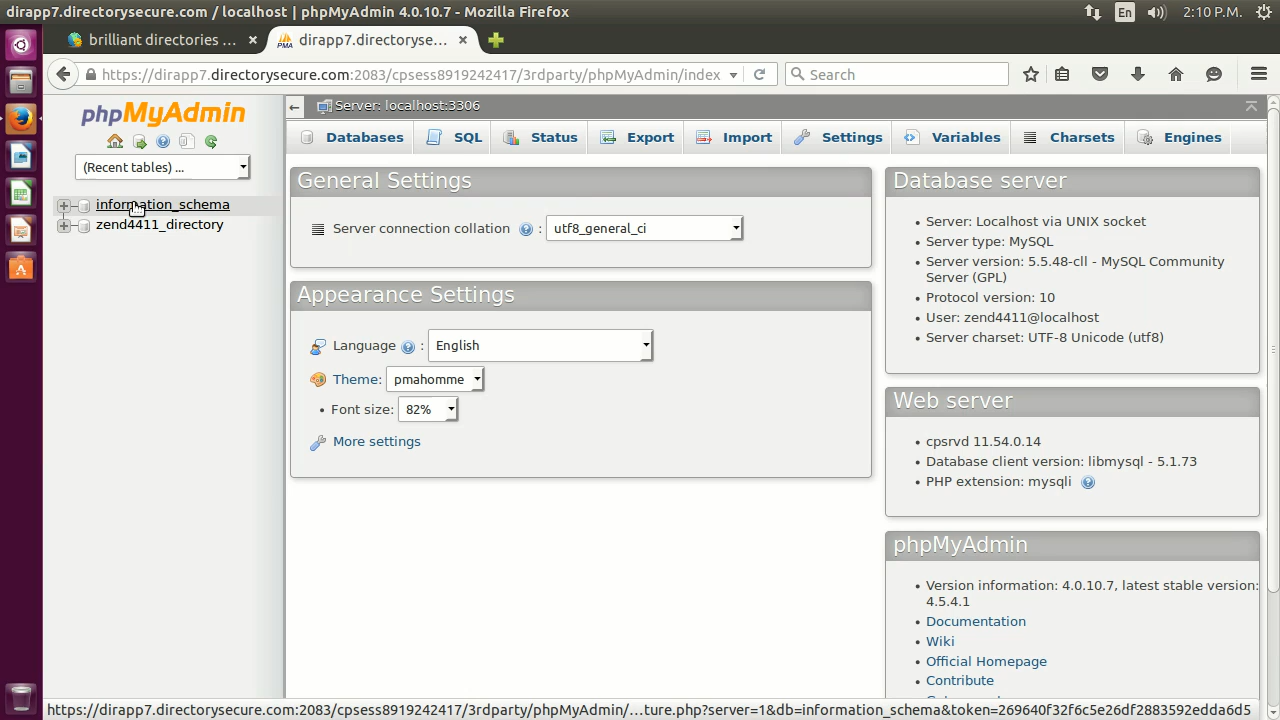 dirapp7.directorysecure.com / localhost | phpMyAdmin 4.0.10.7 - Mozilla Firefox
En
2:10 P.M.
brilliant directories ...
PMA
dirapp7.directoryse...
https://dirapp7.directorysecure.com:2083/cpsess8919242417/3rdparty/phpMyAdmin/index
Search
phpMyAdmin
(Recent tables) ...
information_schema
zend4411_directory
Server: localhost:3306
Databases
SQL
Status
Export
Import
Settings
Variables
Charsets
Engines
General Settings
Server connection collation
:
utf8_general_ci
Appearance Settings
Language
:
English
Theme:
pmahomme
• Font size:
82%
More settings
Database server
• Server: Localhost via UNIX socket
• Server type: MySQL
• Server version: 5.5.48-cll - MySQL Community
Server (GPL)
• Protocol version: 10
• User: zend4411@localhost
• Server charset: UTF-8 Unicode (utf8)
Web server
• cpsrvd 11.54.0.14
• Database client version: libmysql - 5.1.73
• PHP extension: mysqli
phpMyAdmin
• Version information: 4.0.10.7, latest stable version:
4.5.4.1
• Documentation
• Wiki
• Official Homepage
• Contribute
https://dirapp7.directorysecure.com:2083/cpsess8919242417/3rdparty/phpMyAdmin/...ture.php?server=1&db=information_schema&token=269640f32f6c5e26df2883592edda6d5